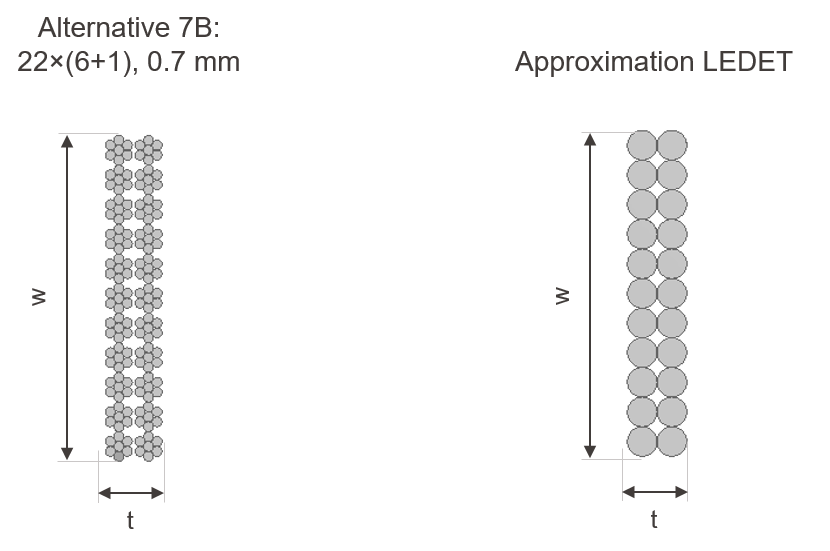 Alternative 7B:
22×(6+1), 0.7 mm
Approximation LEDET
w
t
w
t